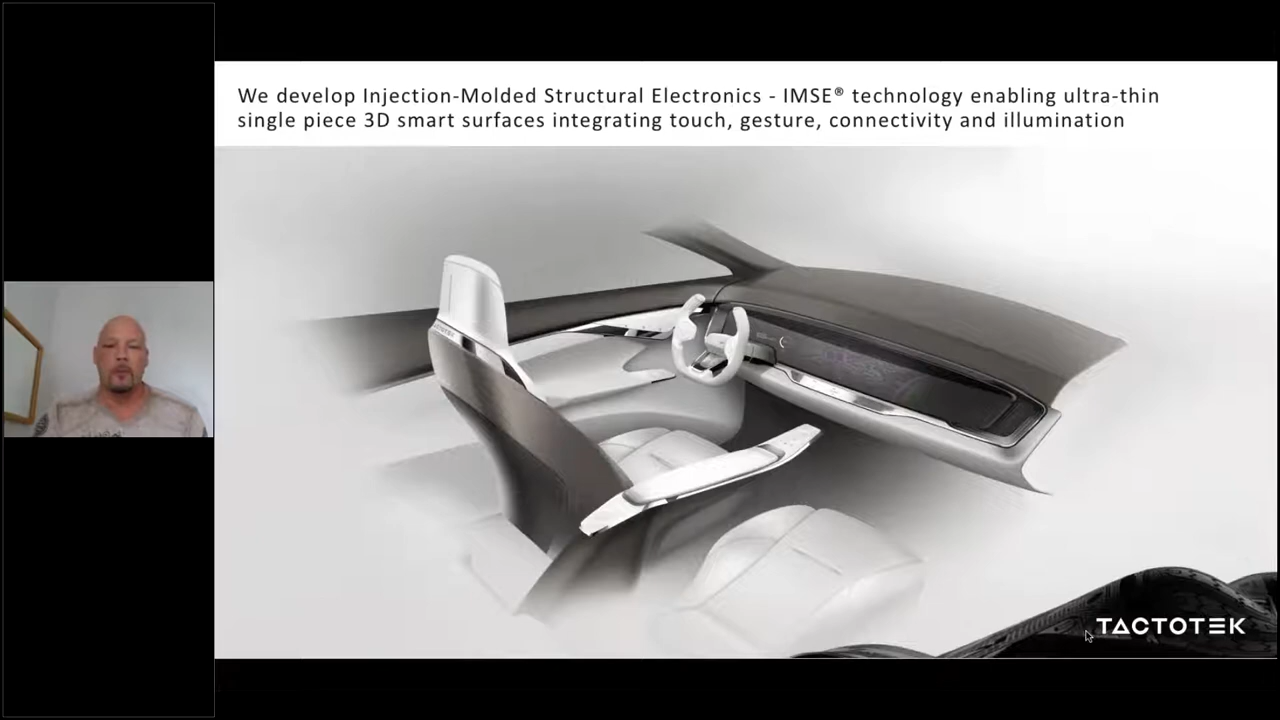 We develop Injection-Molded Structural Electronics - IMSE® technology enabling ultra-thin
single piece 3D smart surfaces integrating touch, gesture, connectivity and illumination
TACTOTEK